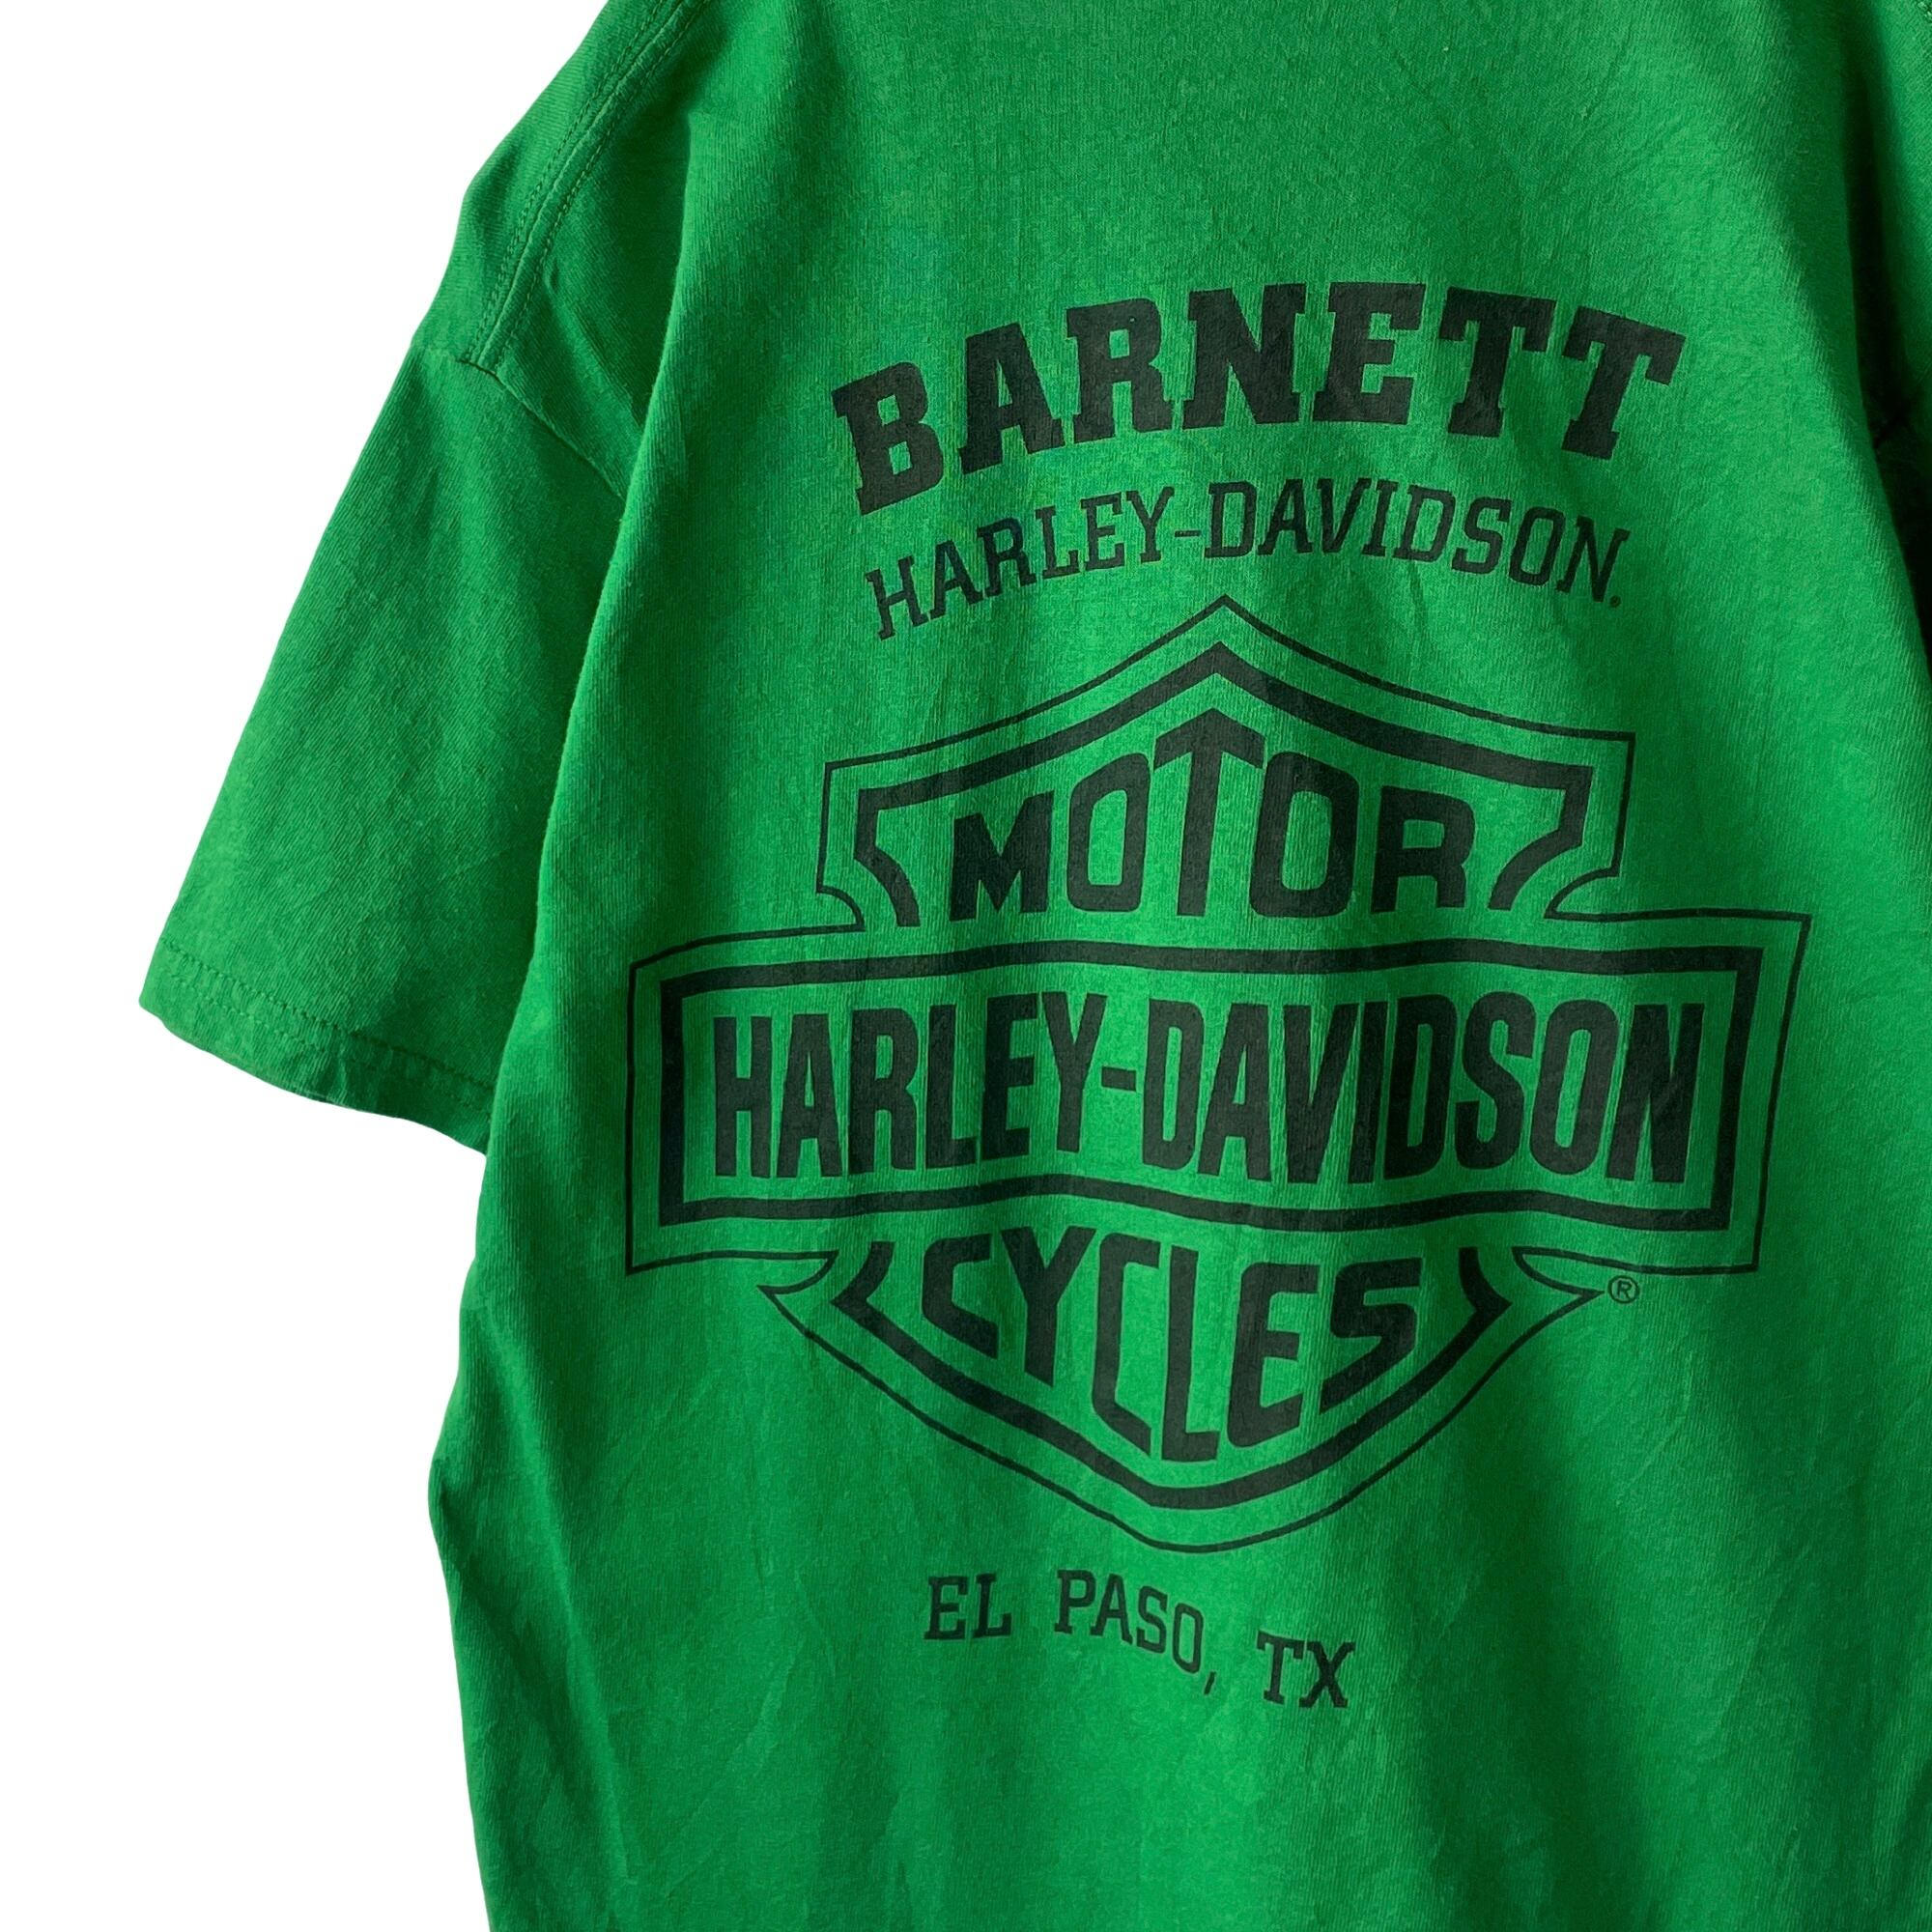 BARNETT
HARLEY-DAVIDSON.
MOTOR
HARLEY-DAVIDSON
CYCLES
®
EL PASO, TX